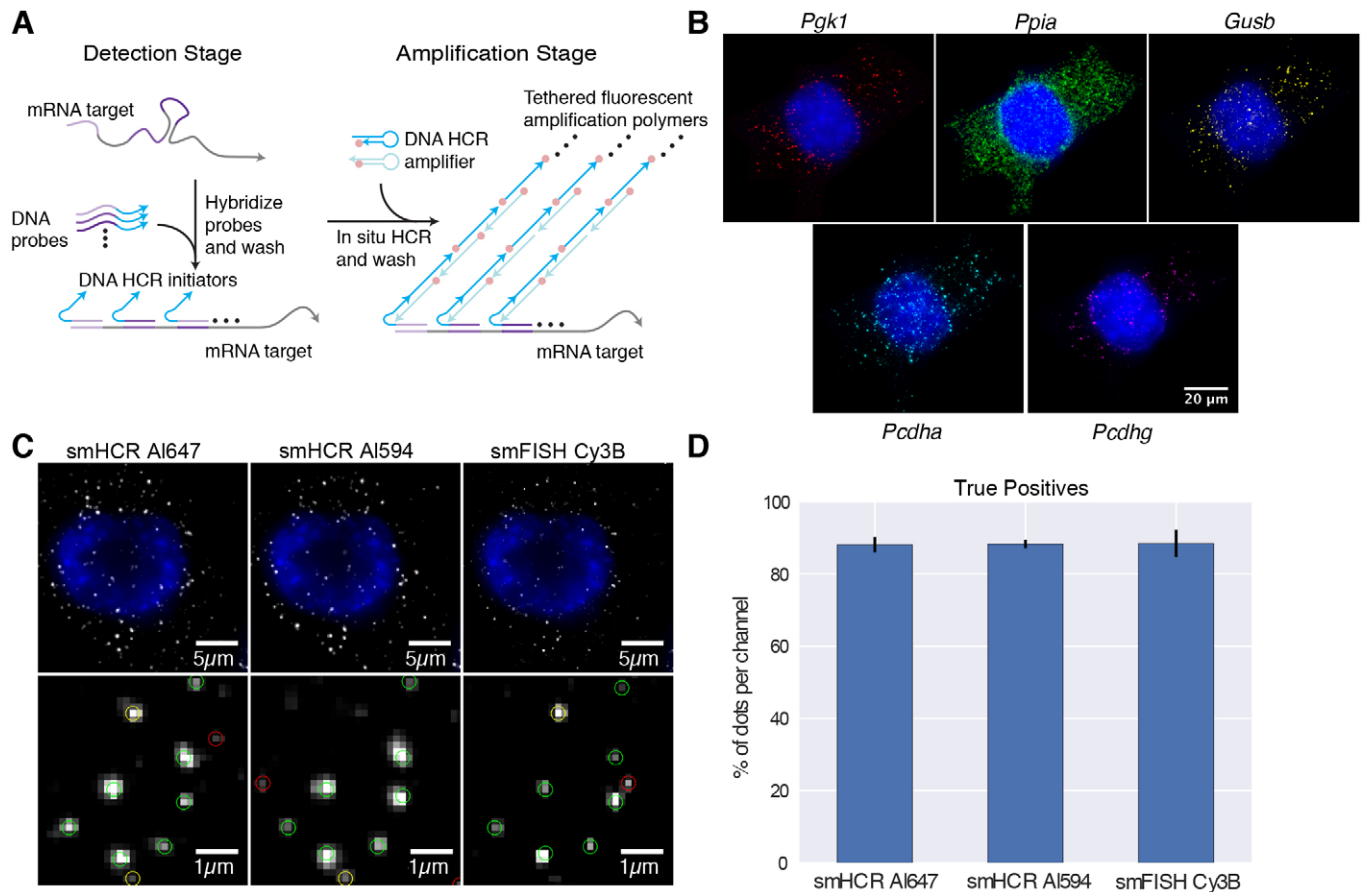 A
Detection Stage
Amplification Stage
mRNA target
DNA
probes
Hybridize
probes
and wash
DNA HCR initiators
mRNA target
DNA HCR
amplifier
Tethered fluorescent
amplification polymers
In situ HCR
and wash
mRNA target
B
Pgk1
Ppia
Gusb
20 μm
Pcdha
Pcdhg
C
smHCR Al647
smHCR Al594
smFISH Cy3B
5μm
5μm
5μm
1μm
1μm
1μm
D
True Positives
% of dots per channel
100
80
60
40
20
0
smHCR Al647
smHCR Al594
smFISH Cy3B